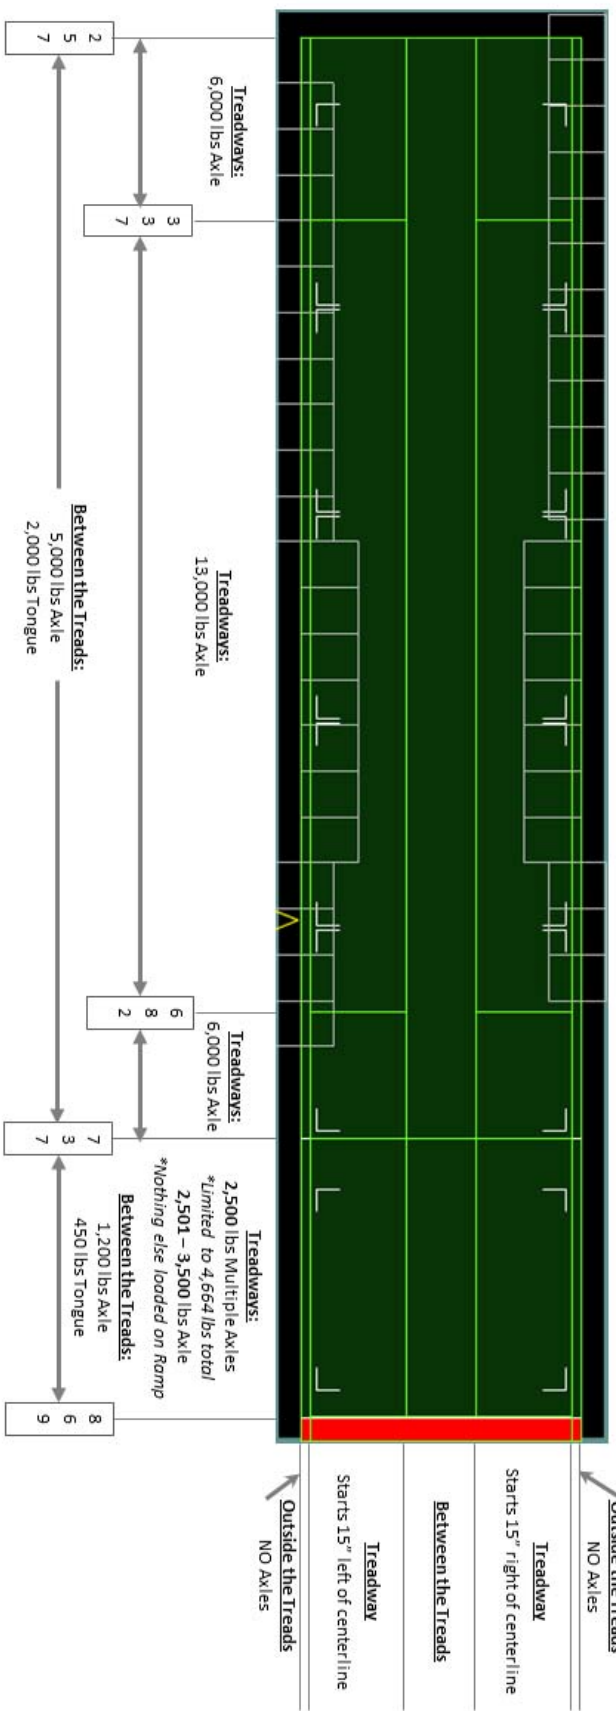 Outside the Treads
NO Axles
Treadway
Starts 15" right of centerline
Between the Treads
Treadway
Starts 15" left of centerline
Outside the Treads
NO Axles
Treadways:
6,000 lbs Axle
Treadways:
13,000 lbs Axle
Treadways:
6,000 lbs Axle
Treadways:
2,500 lbs Multiple Axles
*Limited to 4,664 lbs total
2,501 – 3,500 lbs Axle
*Nothing else loaded on Ramp
Between the Treads:
1,200 lbs Axle
450 lbs Tongue
337
682
Between the Treads:
5,000 lbs Axle
2,000 lbs Tongue
257
737
869